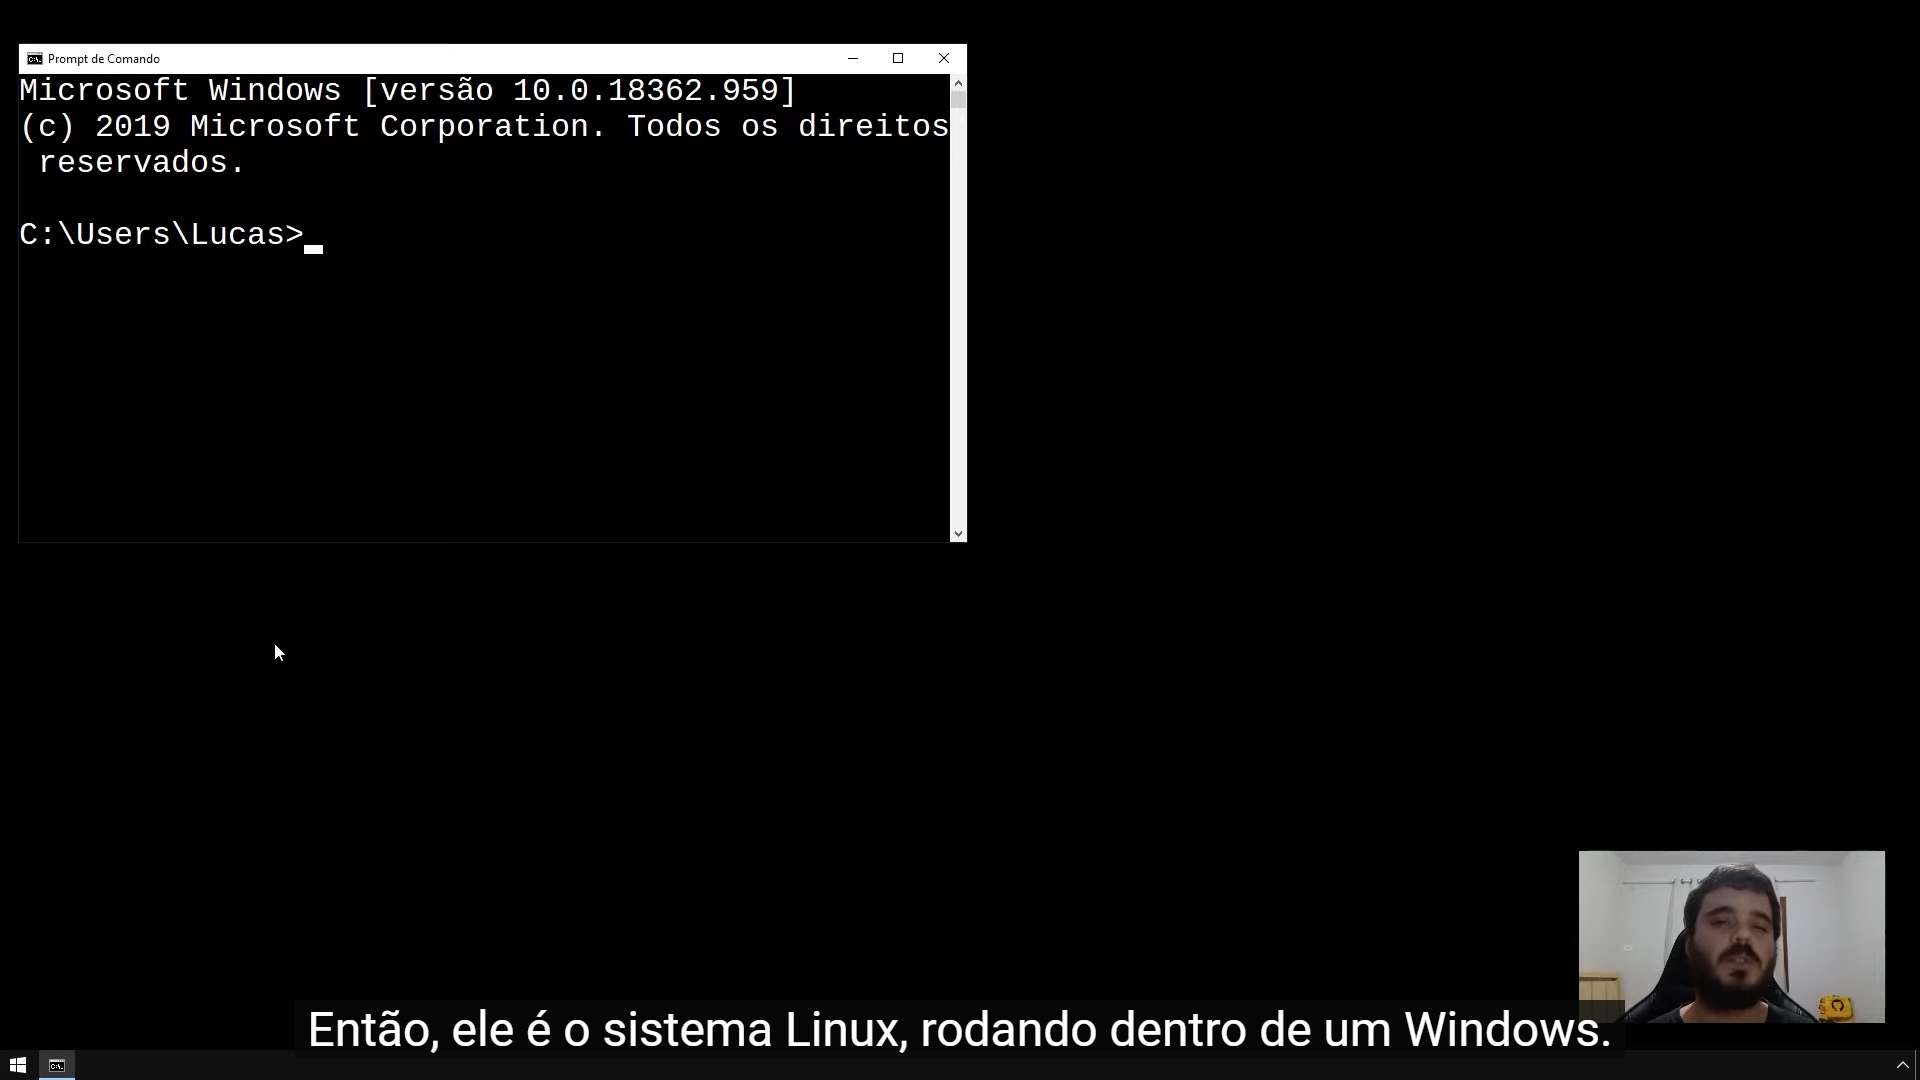 Prompt de Comando
Microsoft Windows [versão 10.0.18362.959]
(c) 2019 Microsoft Corporation. Todos os direitos
reservados.
C:\Users\Lucas>
Então, ele é o sistema Linux, rodando dentro de um Windows.